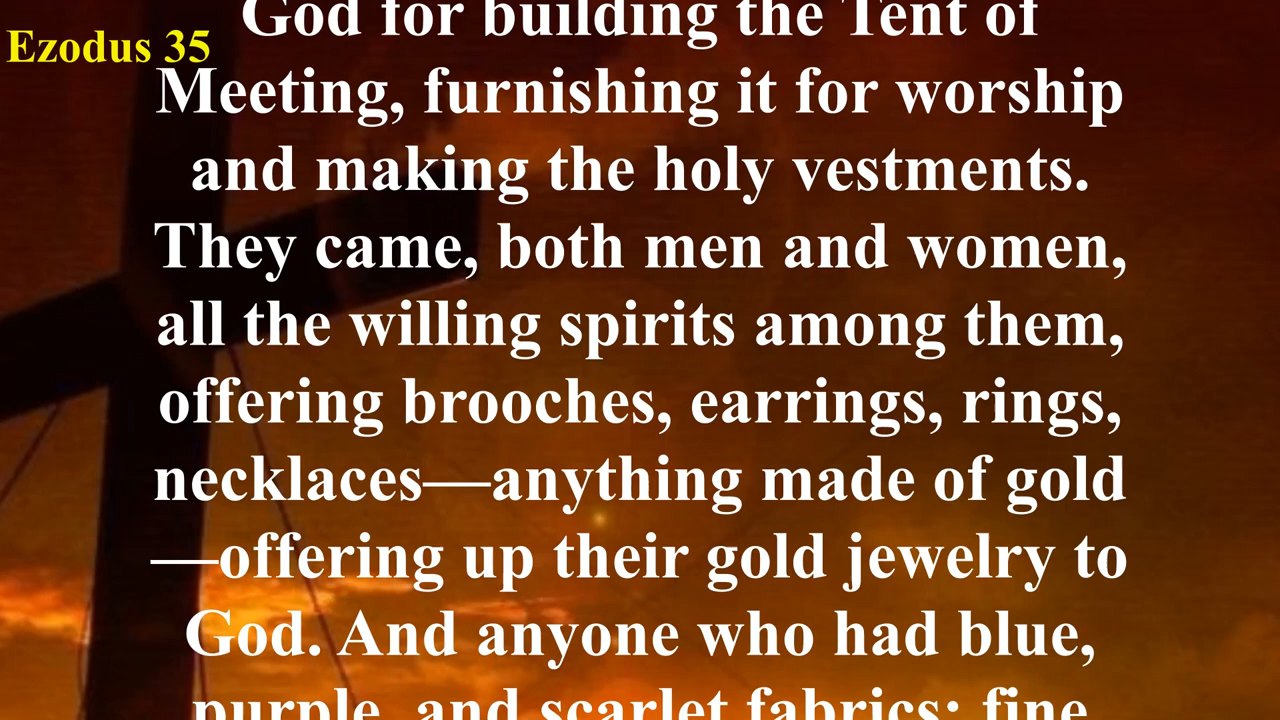 God for building the Tent of
Ezodus 35
Meeting, furnishing it for worship
and making the holy vestments.
They came, both men and women,
all the willing spirits among them,
offering brooches, earrings, rings,
necklaces—anything made of gold
—offering up their gold jewelry to
God. And anyone who had blue,
purple, and scarlet fabrics; fine